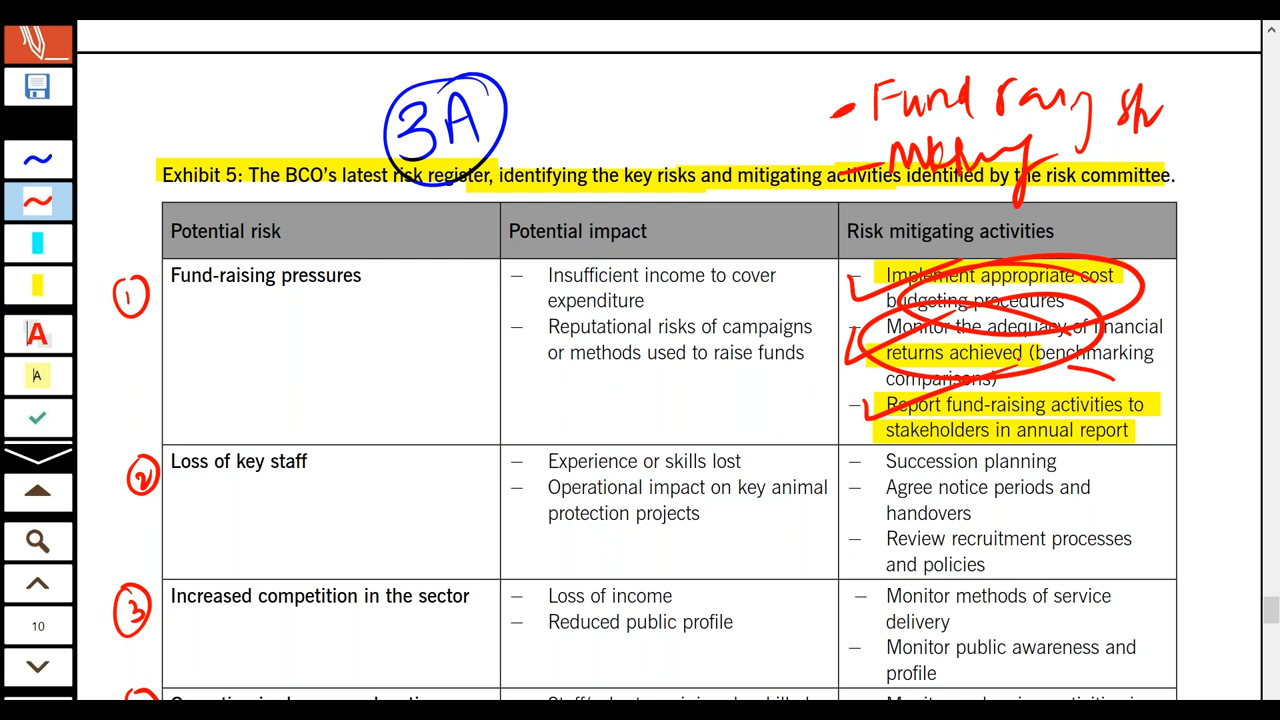 3A
• Fund
Exhibit 5: The BCO's latest risk register, identifying the key risks and mitigating activities identified by the risk committee.
Potential risk Potential impact Risk mitigating activities
1 Fund-raising pressures – Insufficient income to cover – Implement appropriate cost
expenditure budgeting procedures
– Reputational risks of campaigns – Monitor the adequacy of financial
or methods used to raise funds returns achieved (benchmarking
comparisons)
– Report fund-raising activities to
stakeholders in annual report
2 Loss of key staff – Experience or skills lost – Succession planning
– Operational impact on key animal – Agree notice periods and
protection projects handovers
– Review recruitment processes
and policies
3 Increased competition in the sector – Loss of income – Monitor methods of service
– Reduced public profile delivery
– Monitor public awareness and
profile
A
A
10